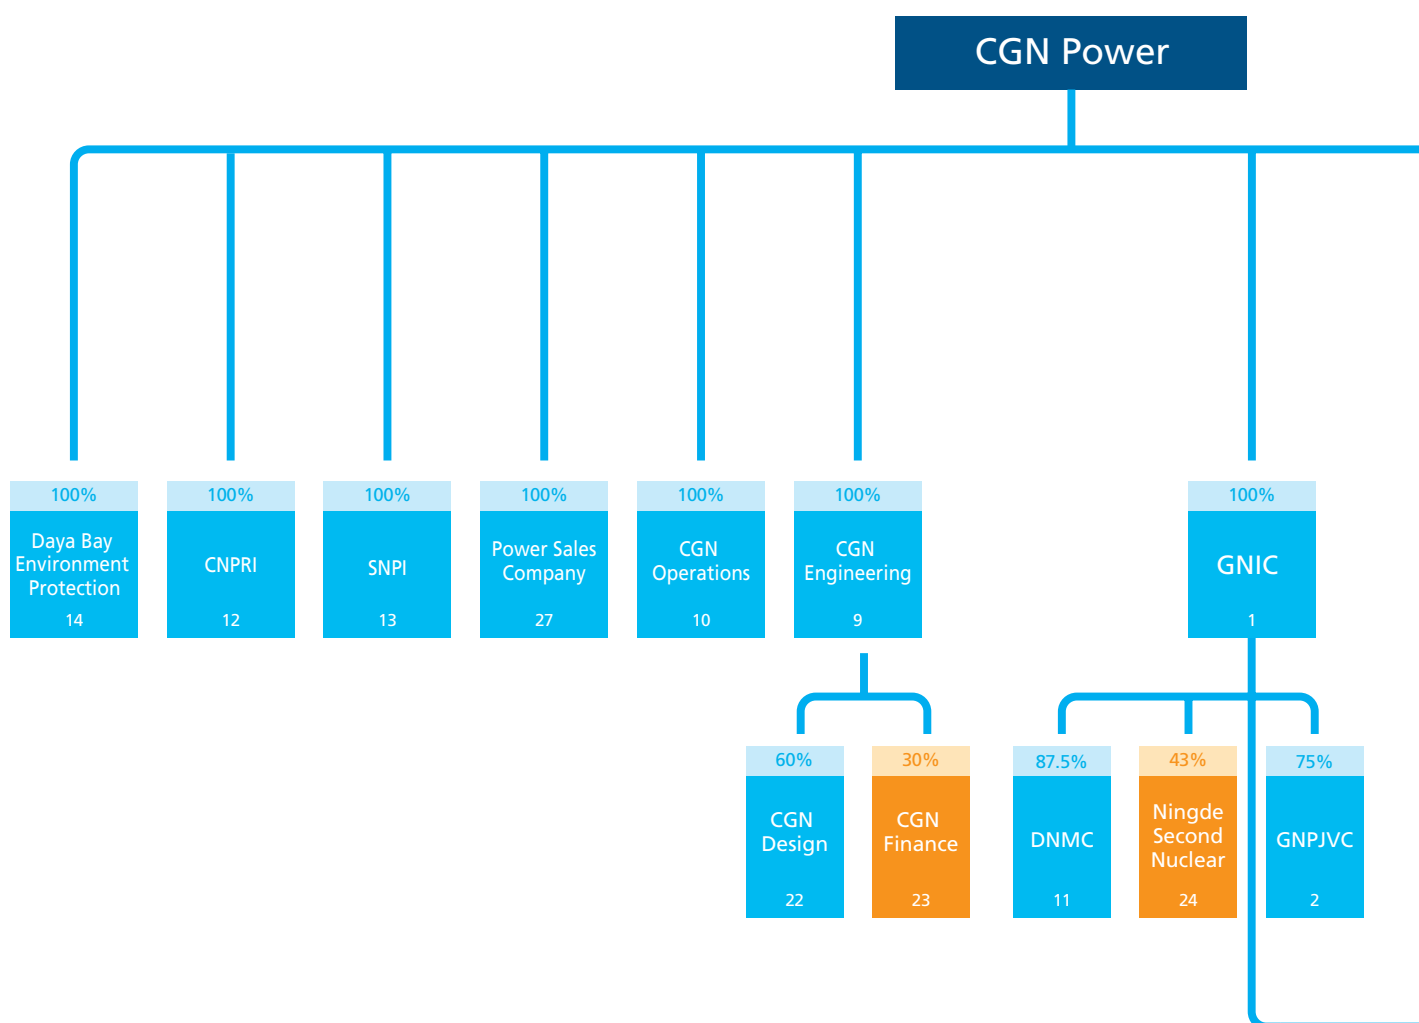 CGN Power
100%
Daya Bay
Environment
Protection
14
100%
CNPRI
12
100%
SNPI
13
100%
Power Sales
Company
27
100%
CGN
Operations
10
100%
CGN
Engineering
9
100%
GNIC
1
60%
CGN
Design
22
30%
CGN
Finance
23
87.5%
DNMC
11
43%
Ningde
Second
Nuclear
24
75%
GNPJVC
2